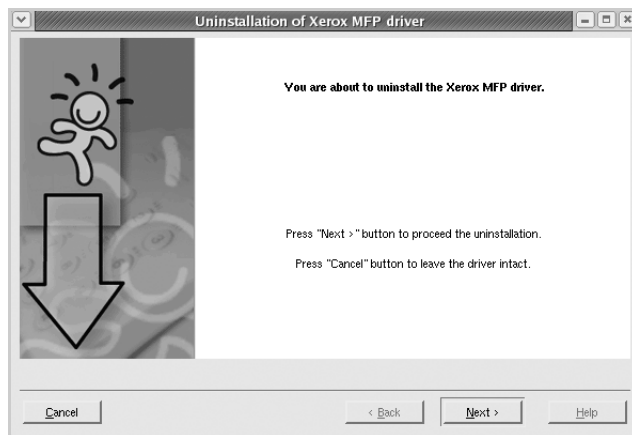 Uninstallation of Xerox MFP driver
You are about to uninstall the Xerox MFP driver.
Press "Next >" button to proceed the uninstallation.
Press "Cancel" button to leave the driver intact.
Cancel
< Back
Next >
Help